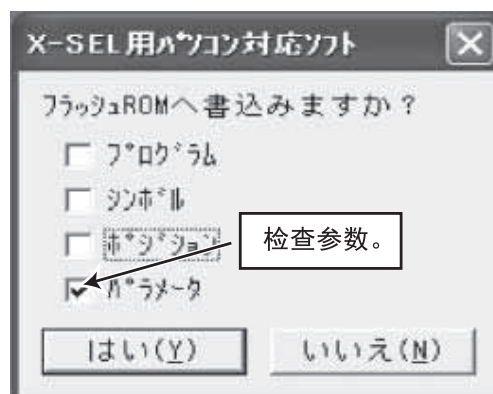 X-SEL用パソコン対応ソフト
フラッシュROMへ書込みますか?
プログラム
シンボル
ポジション
検查参数。
パラメータ
はい(Y)
いいえ(N)